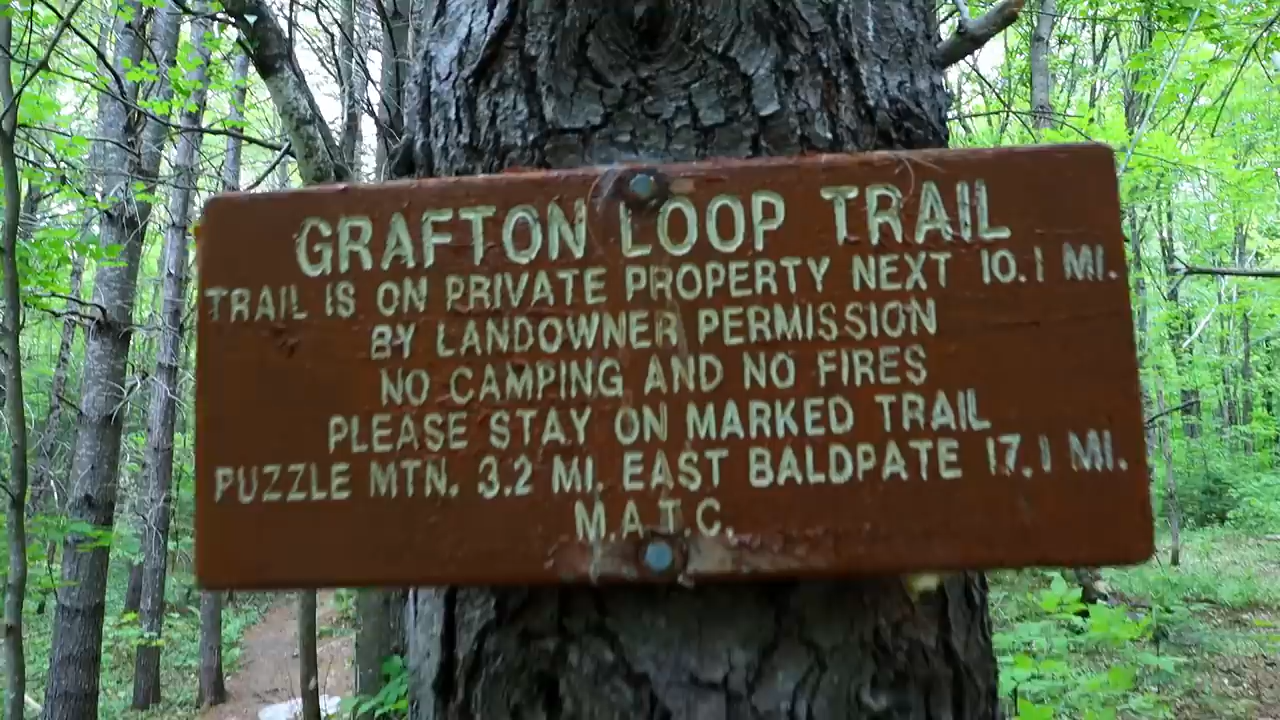 GRAFTON LOOP TRAIL
TRAIL IS ON PRIVATE PROPERTY NEXT 10.1 MI.
BY LANDOWNER PERMISSION
NO CAMPING AND NO FIRES
PLEASE STAY ON MARKED TRAIL
PUZZLE MTN. 3.2 MI. EAST BALDPATE 17.1 MI.
M.A.T.C.